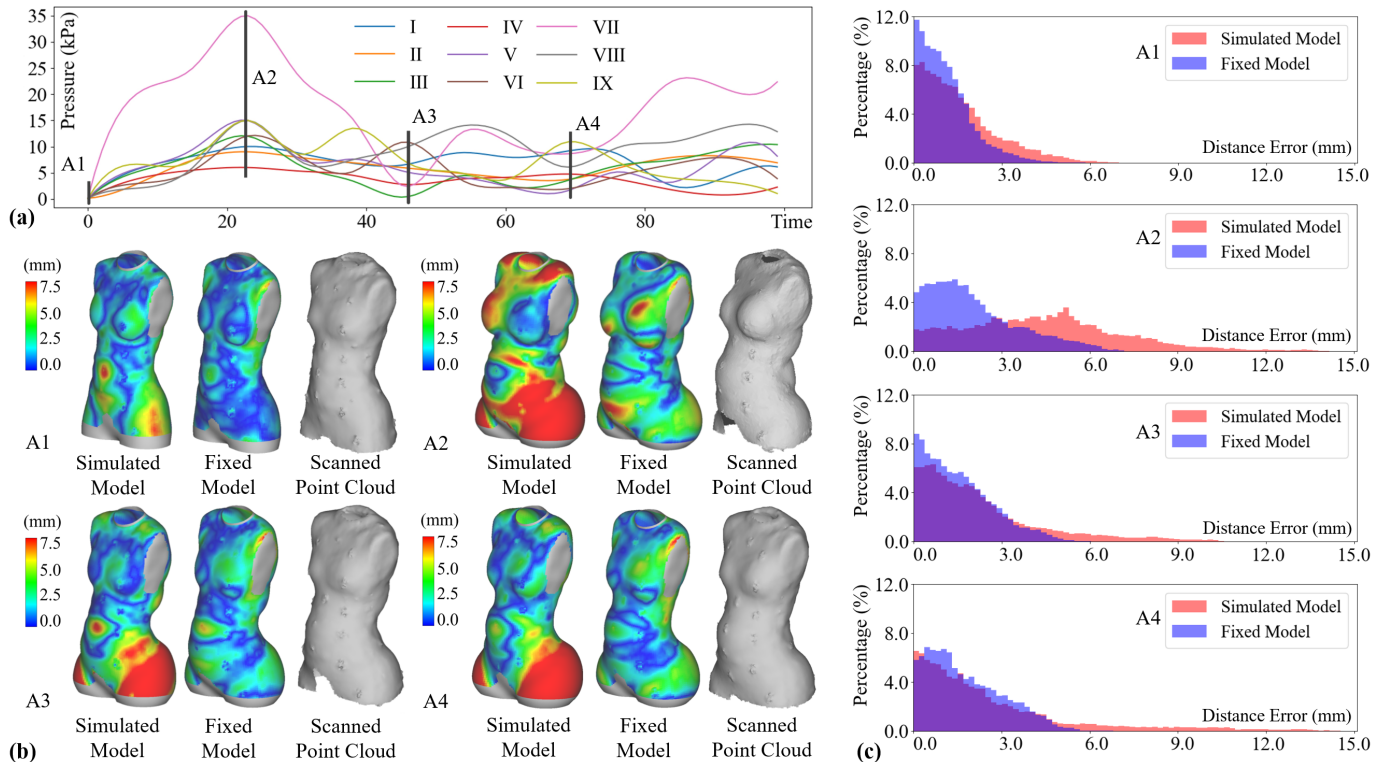 Pressure (kPa)
35
30
25
20
15
10
5
0
I
IV
VII
II
V
VIII
III
VI
IX
A1
A2
A3
A4
0
20
40
60
80
Time
(a)
(mm)
7.5
5.0
2.5
0.0
A1
Simulated
Model
Fixed
Model
Scanned
Point Cloud
(mm)
7.5
5.0
2.5
0.0
A2
Simulated
Model
Fixed
Model
Scanned
Point Cloud
(mm)
7.5
5.0
2.5
0.0
A3
Simulated
Model
Fixed
Model
Scanned
Point Cloud
(mm)
7.5
5.0
2.5
0.0
A4
Simulated
Model
Fixed
Model
Scanned
Point Cloud
(b)
Percentage (%)
12.0
8.0
4.0
0.0
A1
Simulated Model
Fixed Model
Distance Error (mm)
0.0 3.0 6.0 9.0 12.0 15.0
Percentage (%)
12.0
8.0
4.0
0.0
A2
Simulated Model
Fixed Model
Distance Error (mm)
0.0 3.0 6.0 9.0 12.0 15.0
Percentage (%)
12.0
8.0
4.0
0.0
A3
Simulated Model
Fixed Model
Distance Error (mm)
0.0 3.0 6.0 9.0 12.0 15.0
Percentage (%)
12.0
8.0
4.0
0.0
A4
Simulated Model
Fixed Model
Distance Error (mm)
0.0 3.0 6.0 9.0 12.0 15.0
(c)